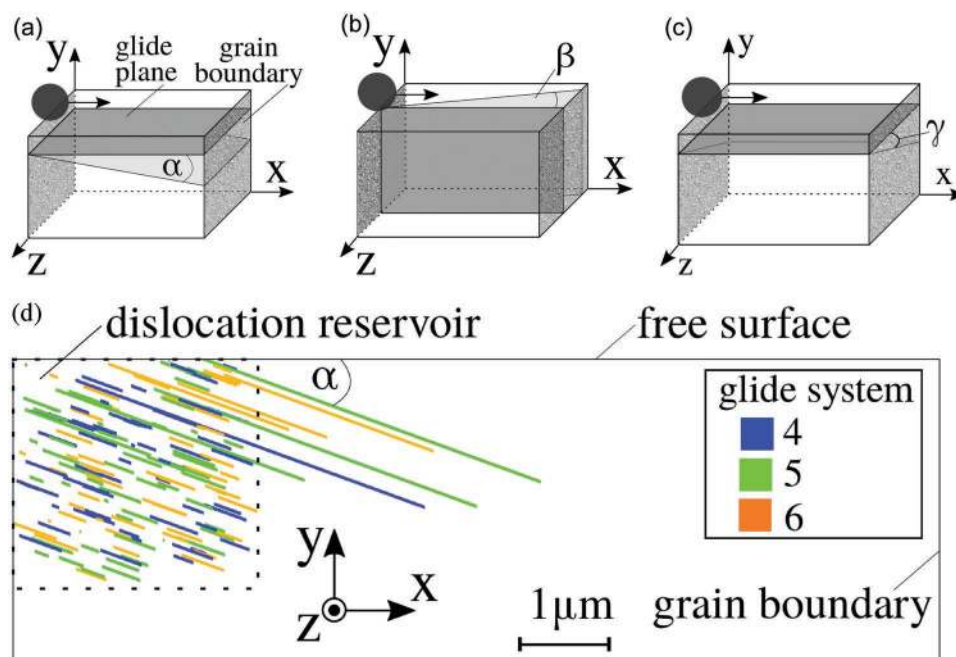 (a)
y
glide
plane
grain
boundary
α
x
z
(b)
y
β
x
z
(c)
y
γ
x
z
(d)
dislocation reservoir
free surface
α
glide system
4
5
6
y
x
z
1μm
grain boundary